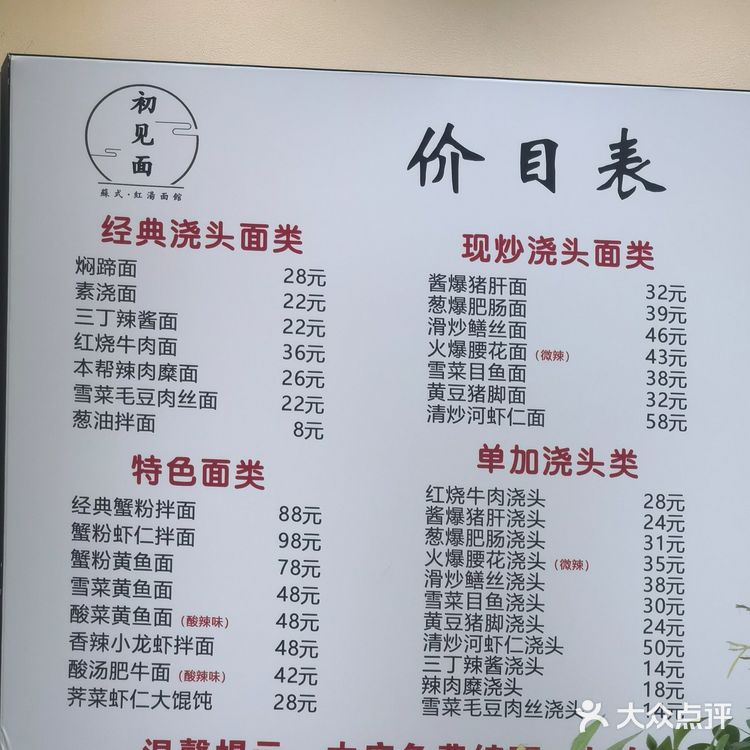 初见面
蘇式·紅湯面館
价目表
经典浇头面类
焖蹄面 28元
素浇面 22元
三丁辣酱面 22元
红烧牛肉面 36元
本帮辣肉糜面 26元
雪菜毛豆肉丝面 22元
葱油拌面 8元
特色面类
经典蟹粉拌面 88元
蟹粉虾仁拌面 98元
蟹粉黄鱼面 78元
雪菜黄鱼面 48元
酸菜黄鱼面（酸辣味） 48元
香辣小龙虾拌面 48元
酸汤肥牛面（酸辣味） 42元
荠菜虾仁大馄饨 28元
现炒浇头面类
酱爆猪肝面 32元
葱爆肥肠面 39元
滑炒鳝丝面 46元
火爆腰花面（微辣） 43元
雪菜目鱼面 38元
黄豆猪脚面 32元
清炒河虾仁面 58元
单加浇头类
红烧牛肉浇头 28元
酱爆猪肝浇头 24元
葱爆肥肠浇头 31元
火爆腰花浇头（微辣） 35元
滑炒鳝丝浇头 38元
雪菜目鱼浇头 30元
黄豆猪脚浇头 24元
清炒河虾仁浇头 50元
三丁辣酱浇头 14元
辣肉糜浇头 18元
雪菜毛豆肉丝浇头 14元
温馨提示
大众点评